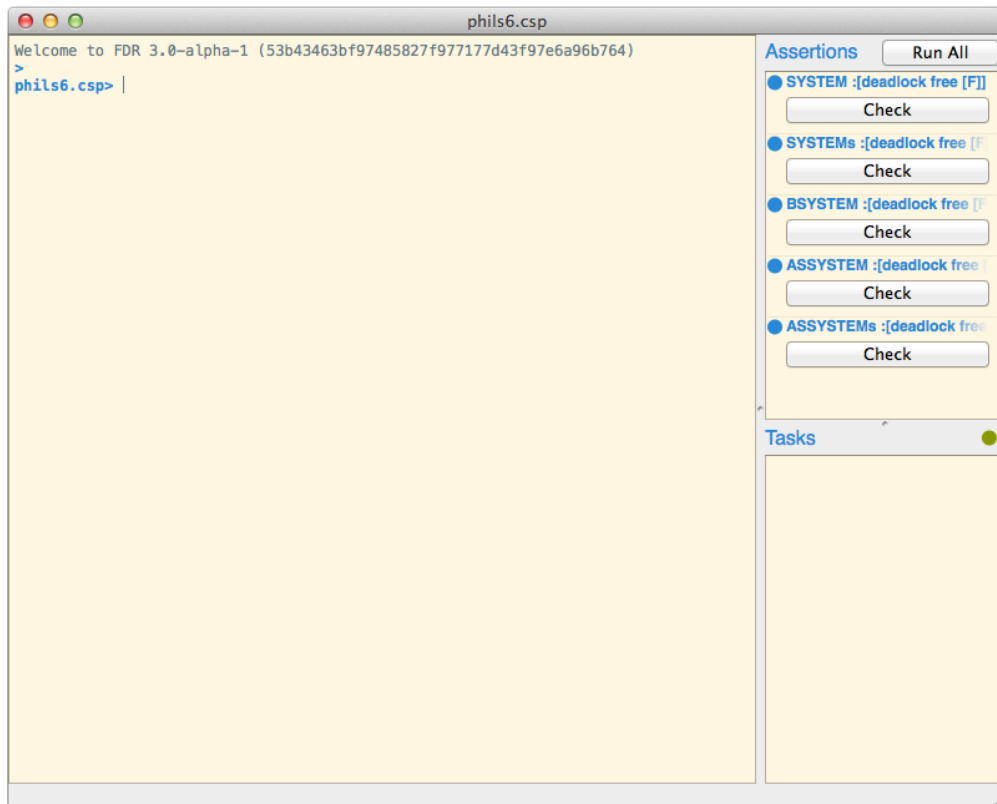 phils6.csp
Welcome to FDR 3.0-alpha-1 (53b43463bf97485827f977177d43f97e6a96b764)
>
phils6.csp>
Assertions
Run All
SYSTEM :[deadlock free [F]]
Check
SYSTEMs :[deadlock free [F
Check
BSYSTEM :[deadlock free [F
Check
ASSYSTEM :[deadlock free [
Check
ASSYSTEMs :[deadlock free
Check
Tasks